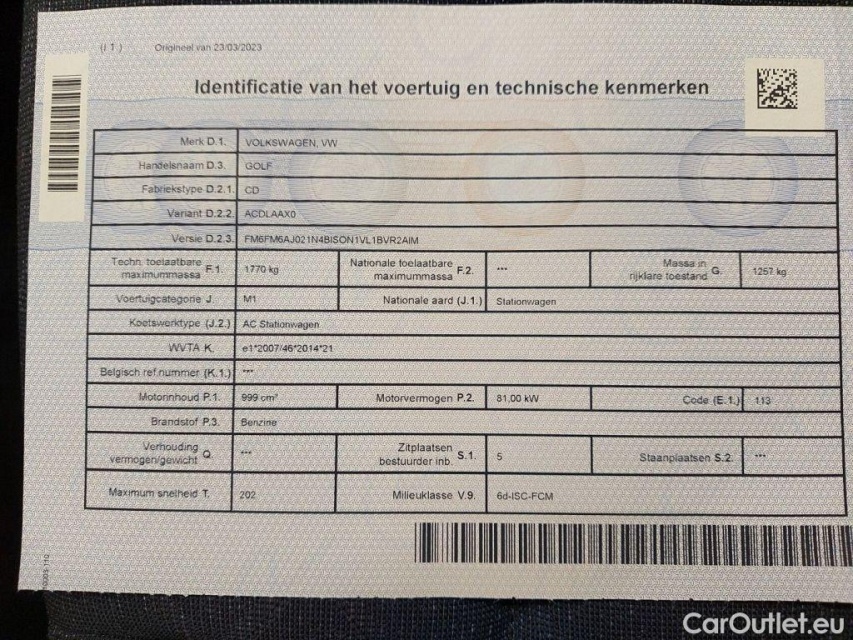 (I 1 ) Origineel van 23/03/2023
Identificatie van het voertuig en technische kenmerken
Merk D.1. VOLKSWAGEN, VW
Handelsnaam D.3. GOLF
Fabriekstype D.2.1. CD
Variant D.2.2. ACDLAAX0
Versie D.2.3. FM6FM6AJ021N4BISON1VL1BVR2AIM
Techn. toelaatbare maximummassa F.1. 1770 kg Nationale toelaatbare maximummassa F.2. *** Massa in rijklare toestand G. 1257 kg
Voertuigcategorie J. M1 Nationale aard (J.1.) Stationwagen
Koetswerktype (J.2.) AC Stationwagen
WVTA K. e1*2007/46*2014*21
Belgisch ref.nummer (K.1.) ***
Motorinhoud P.1. 999 cm³ Motorvermogen P.2. 81,00 kW Code (E.1.) 113
Brandstof P.3. Benzine
Verhouding vermogen/gewicht Q. *** Zitplaatsen bestuurder inb. S.1. 5 Staanplaatsen S.2. ***
Maximum snelheid T. 202 Milieuklasse V.9. 6d-ISC-FCM
CarOutlet.eu